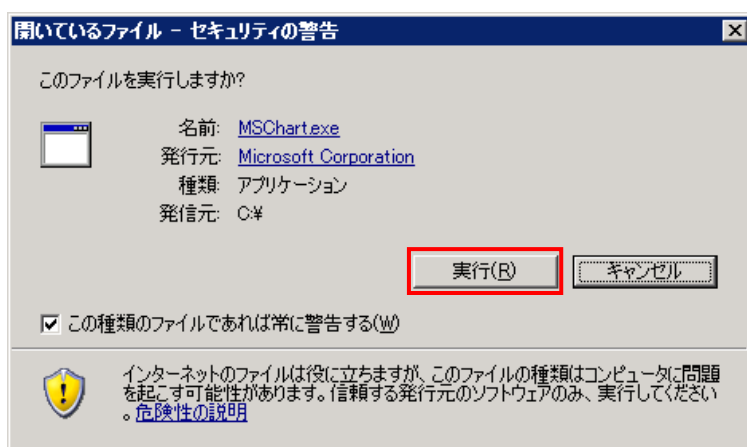 開いているファイル - セキュリティの警告
このファイルを実行しますか?
名前: MSChart.exe
発行元: Microsoft Corporation
種類: アプリケーション
発信元: C:¥
実行(R) キャンセル
この種類のファイルであれば常に警告する(W)
インターネットのファイルは役に立ちますが、このファイルの種類はコンピュータに問題
を起こす可能性があります。信頼する発行元のソフトウェアのみ、実行してください
。危険性の説明